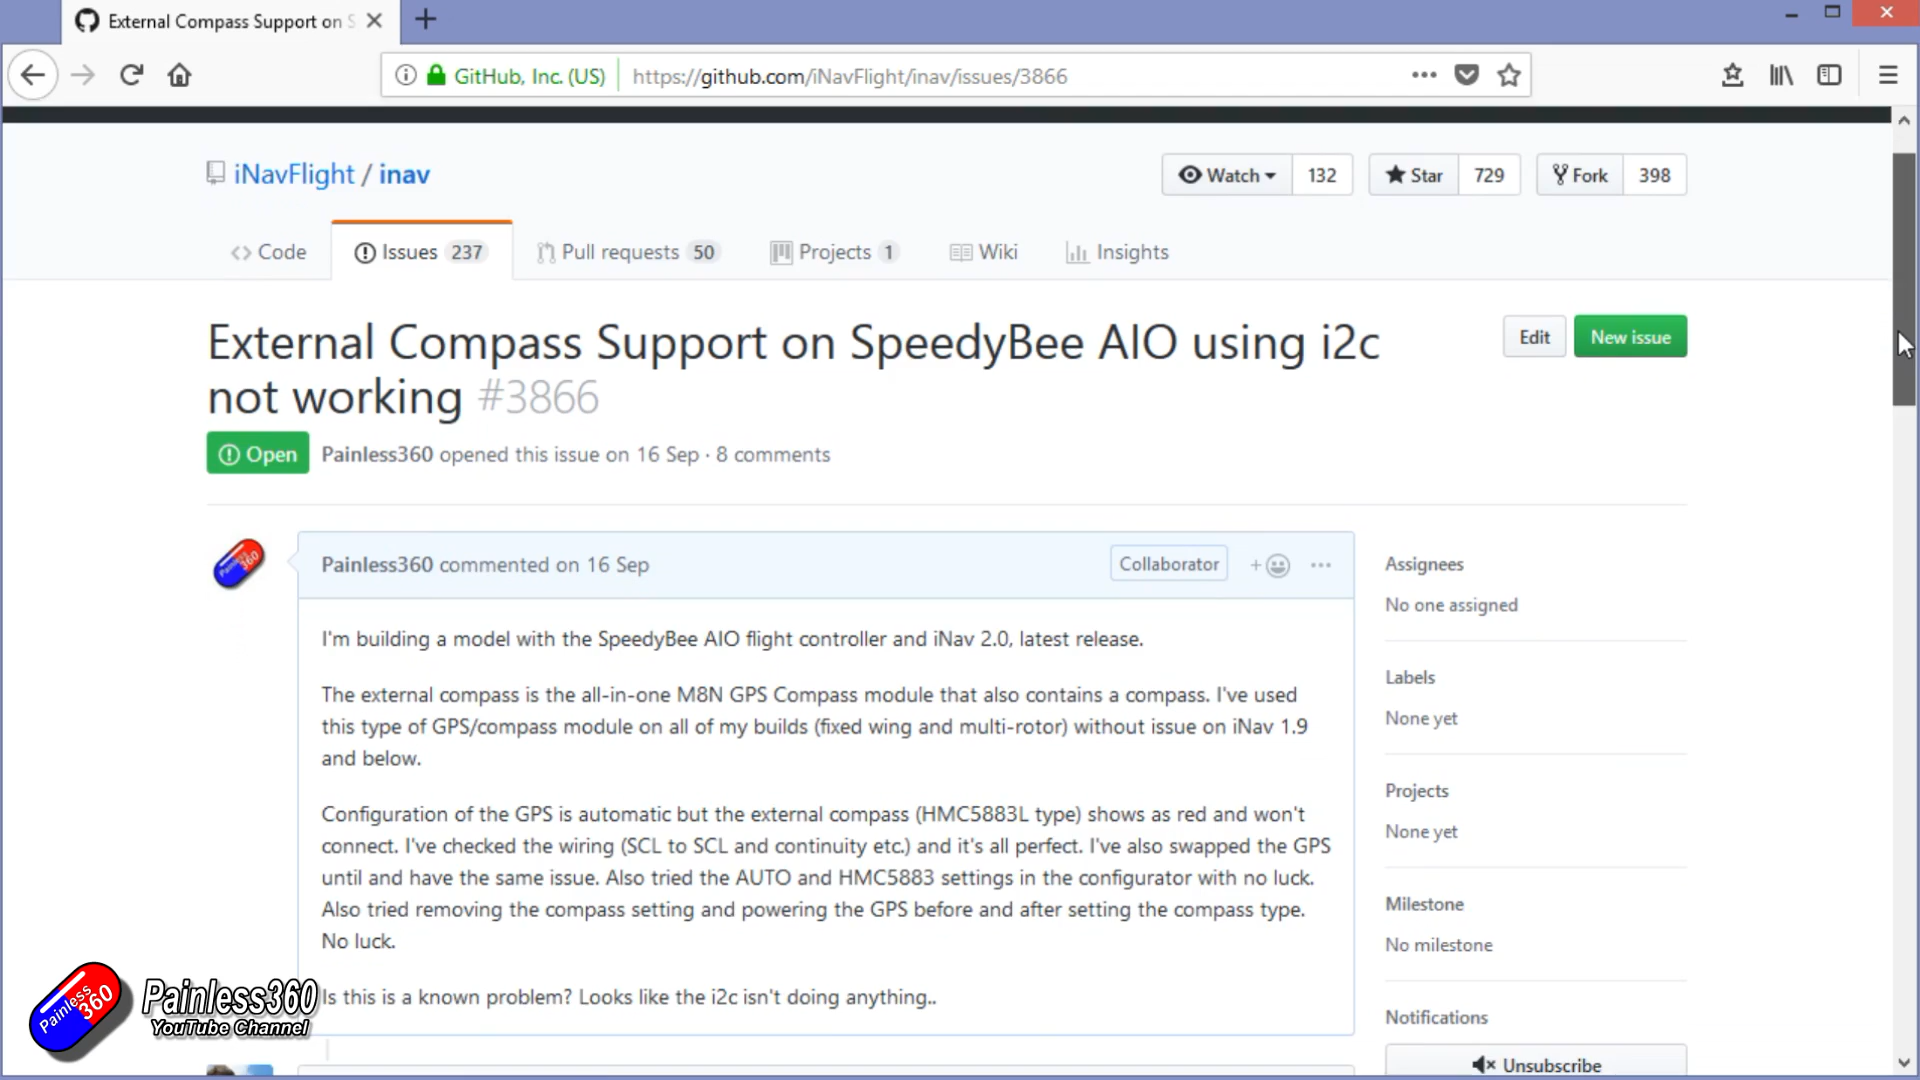 External Compass Support on S
GitHub, Inc. (US) https://github.com/iNavFlight/inav/issues/3866
iNavFlight / inav
Watch 132
Star 729
Fork 398
Code
Issues 237
Pull requests 50
Projects 1
Wiki
Insights
External Compass Support on SpeedyBee AIO using i2c
not working #3866
Edit
New issue
Open
Painless360 opened this issue on 16 Sep · 8 comments
Painless360 commented on 16 Sep
Collaborator
I'm building a model with the SpeedyBee AIO flight controller and iNav 2.0, latest release.
The external compass is the all-in-one M8N GPS Compass module that also contains a compass. I've used
this type of GPS/compass module on all of my builds (fixed wing and multi-rotor) without issue on iNav 1.9
and below.
Configuration of the GPS is automatic but the external compass (HMC5883L type) shows as red and won't
connect. I've checked the wiring (SCL to SCL and continuity etc.) and it's all perfect. I've also swapped the GPS
until and have the same issue. Also tried the AUTO and HMC5883 settings in the configurator with no luck.
Also tried removing the compass setting and powering the GPS before and after setting the compass type.
No luck.
Is this is a known problem? Looks like the i2c isn't doing anything..
Assignees
No one assigned
Labels
None yet
Projects
None yet
Milestone
No milestone
Notifications
Unsubscribe
Painless 360
Painless360
YouTube Channel